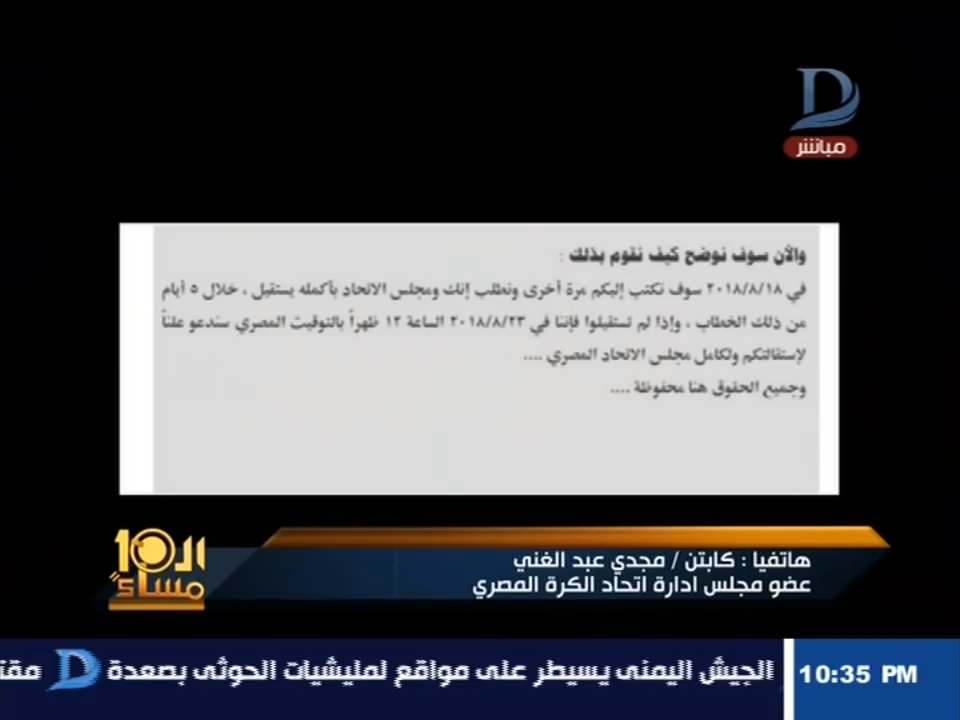 D
مباشر
والآن سوف نوضح كيف نقوم بذلك :
في ٢٠١٨/٨/١٨ سوف نكتب إليكم مرة أخرى ونطلب إنك ومجلس الاتحاد بأكمله يستقيل ، خلال ٥ أيام
من ذلك الخطاب ، وإذا لم تستقيلوا فإننا في ٢٠١٨/٨/٢٣ الساعة ١٢ ظهراً بالتوقيت المصري سندعو علناً
لإستقالتكم ولكامل مجلس الاتحاد المصري ....
وجميع الحقوق هنا محفوظة ....
الـ10
مساءً
هاتفيا : كابتن / مجدي عبد الغني
عضو مجلس ادارة اتحاد الكرة المصري
الجيش اليمنى يسيطر على مواقع لمليشيات الحوثى بصعدة D
10:35 PM